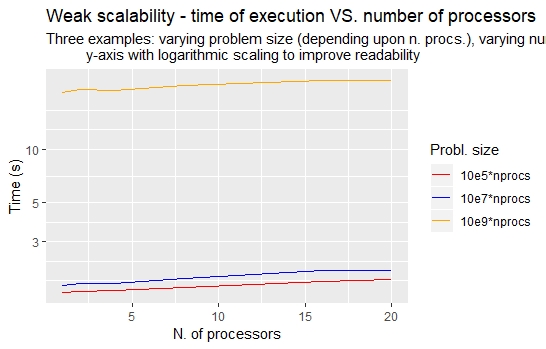 Weak scalability - time of execution VS. number of processors
Three examples: varying problem size (depending upon n. procs.), varying
y-axis with logarithmic scaling to improve readability
Time (s)
10
5
3
5
10
15
20
N. of processors
Probl. size
10e5*nprocs
10e7*nprocs
10e9*nprocs